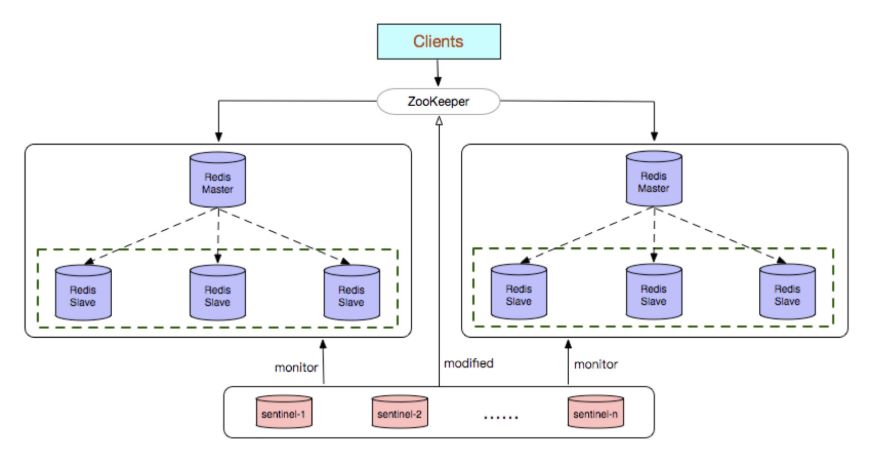 Clients
ZooKeeper
Redis
Master
Redis
Master
Redis
Slave
Redis
Slave
Redis
Slave
Redis
Slave
Redis
Slave
Redis
Slave
monitor
modified
monitor
sentinel-1
sentinel-2
......
sentinel-n